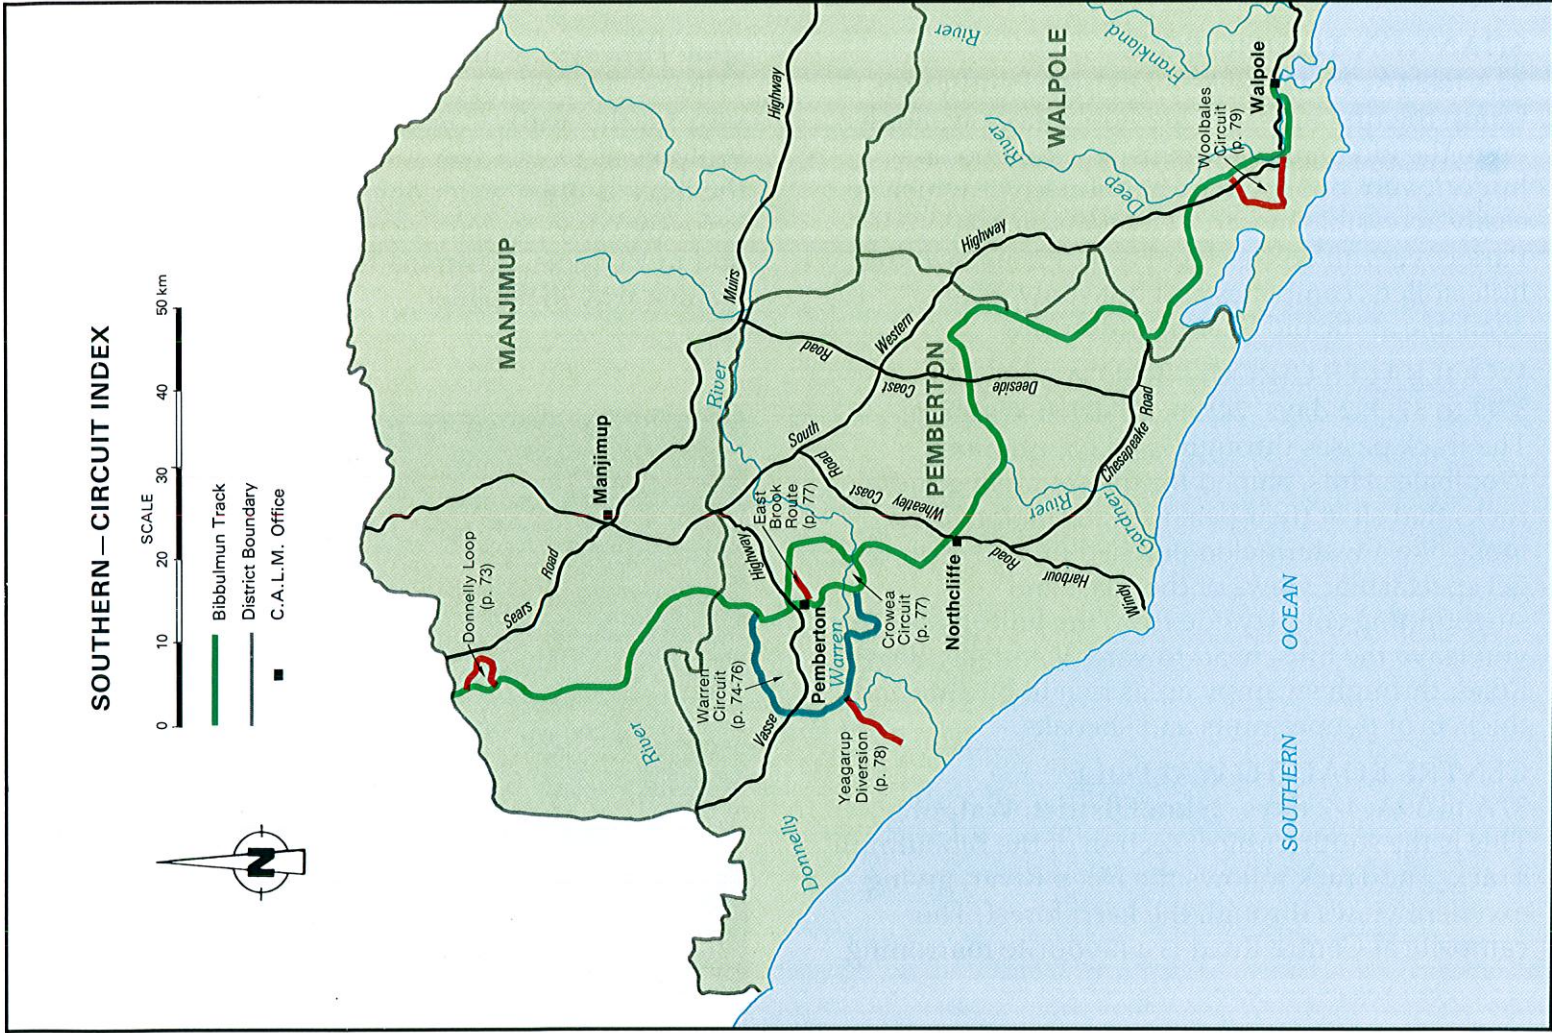 SOUTHERN—CIRCUIT INDEX
SCALE
0 10 20 30 40 50 km
Bibbulmun Track
District Boundary
C.A.L.M. Office
N
MANJIMUP
Manjimup
Donnelly Loop
(p. 73)
Sears
Road
River
Warren
Circuit
(p. 74-76)
Vasse
Highway
Pemberton
Warren
East
Brook
Route
(p. 77)
Crowea
Circuit
(p. 77)
Yeagarup
Diversion
(p. 78)
Donnelly
River
Muirs
Highway
South
Coast
Western
Highway
Road
Road
Coast
Wheatley
PEMBERTON
Deeside
Northcliffe
Road
Harbour
Windy
River
Gardner
Chesapeake
Road
River
Frankland
WALPOLE
River
Deep
Woolbales
Circuit
(p. 79)
Walpole
SOUTHERN
OCEAN